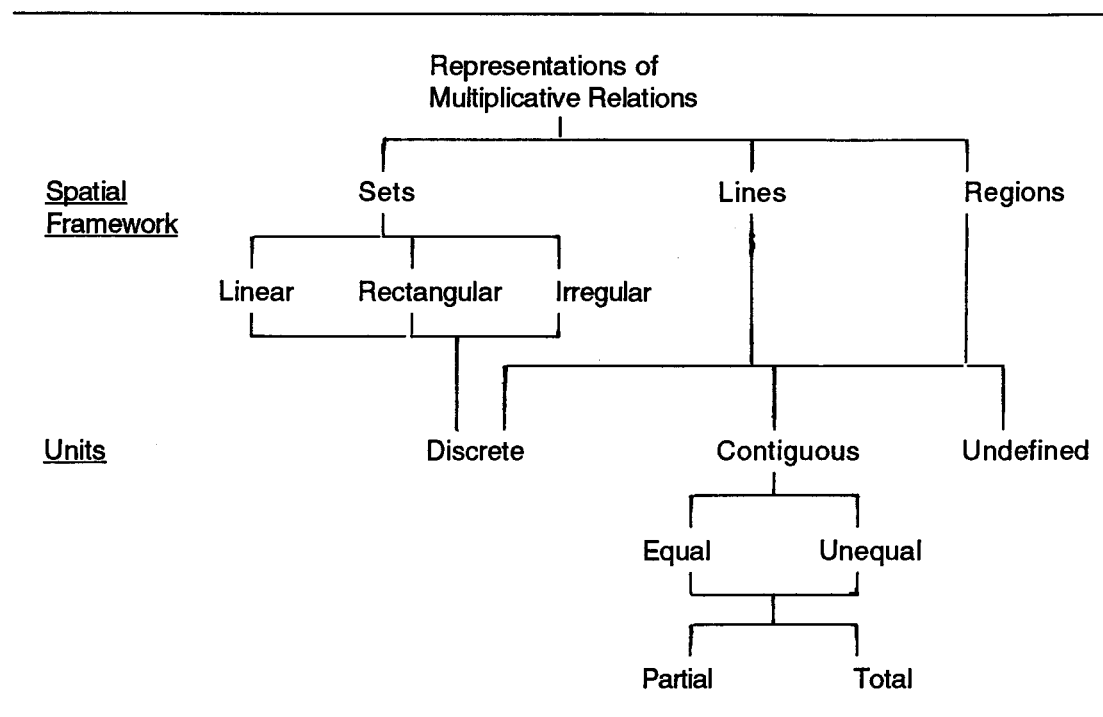 Representations of
Multiplicative Relations
Spatial
Framework
Sets
Lines
Regions
Linear
Rectangular
Irregular
Units
Discrete
Contiguous
Undefined
Equal
Unequal
Partial
Total